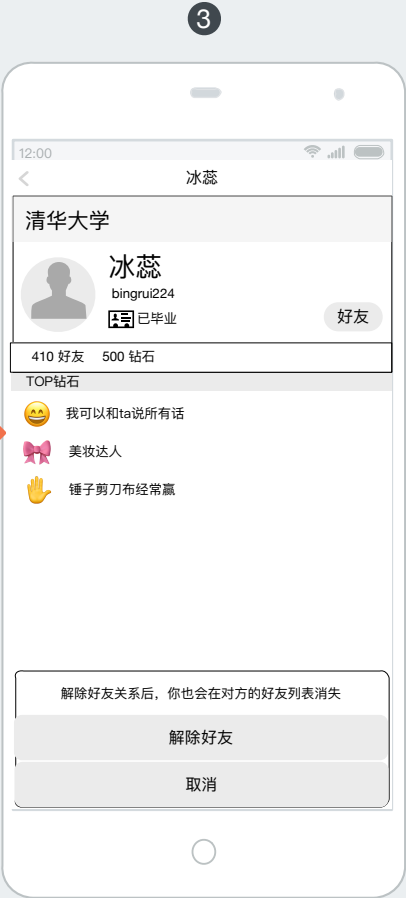 3
12:00
冰蕊
清华大学
冰蕊
bingrui224
已毕业
好友
410 好友 500 钻石
TOP钻石
我可以和ta说所有话
美妆达人
锤子剪刀布经常赢
解除好友关系后，你也会在对方的好友列表消失
解除好友
取消